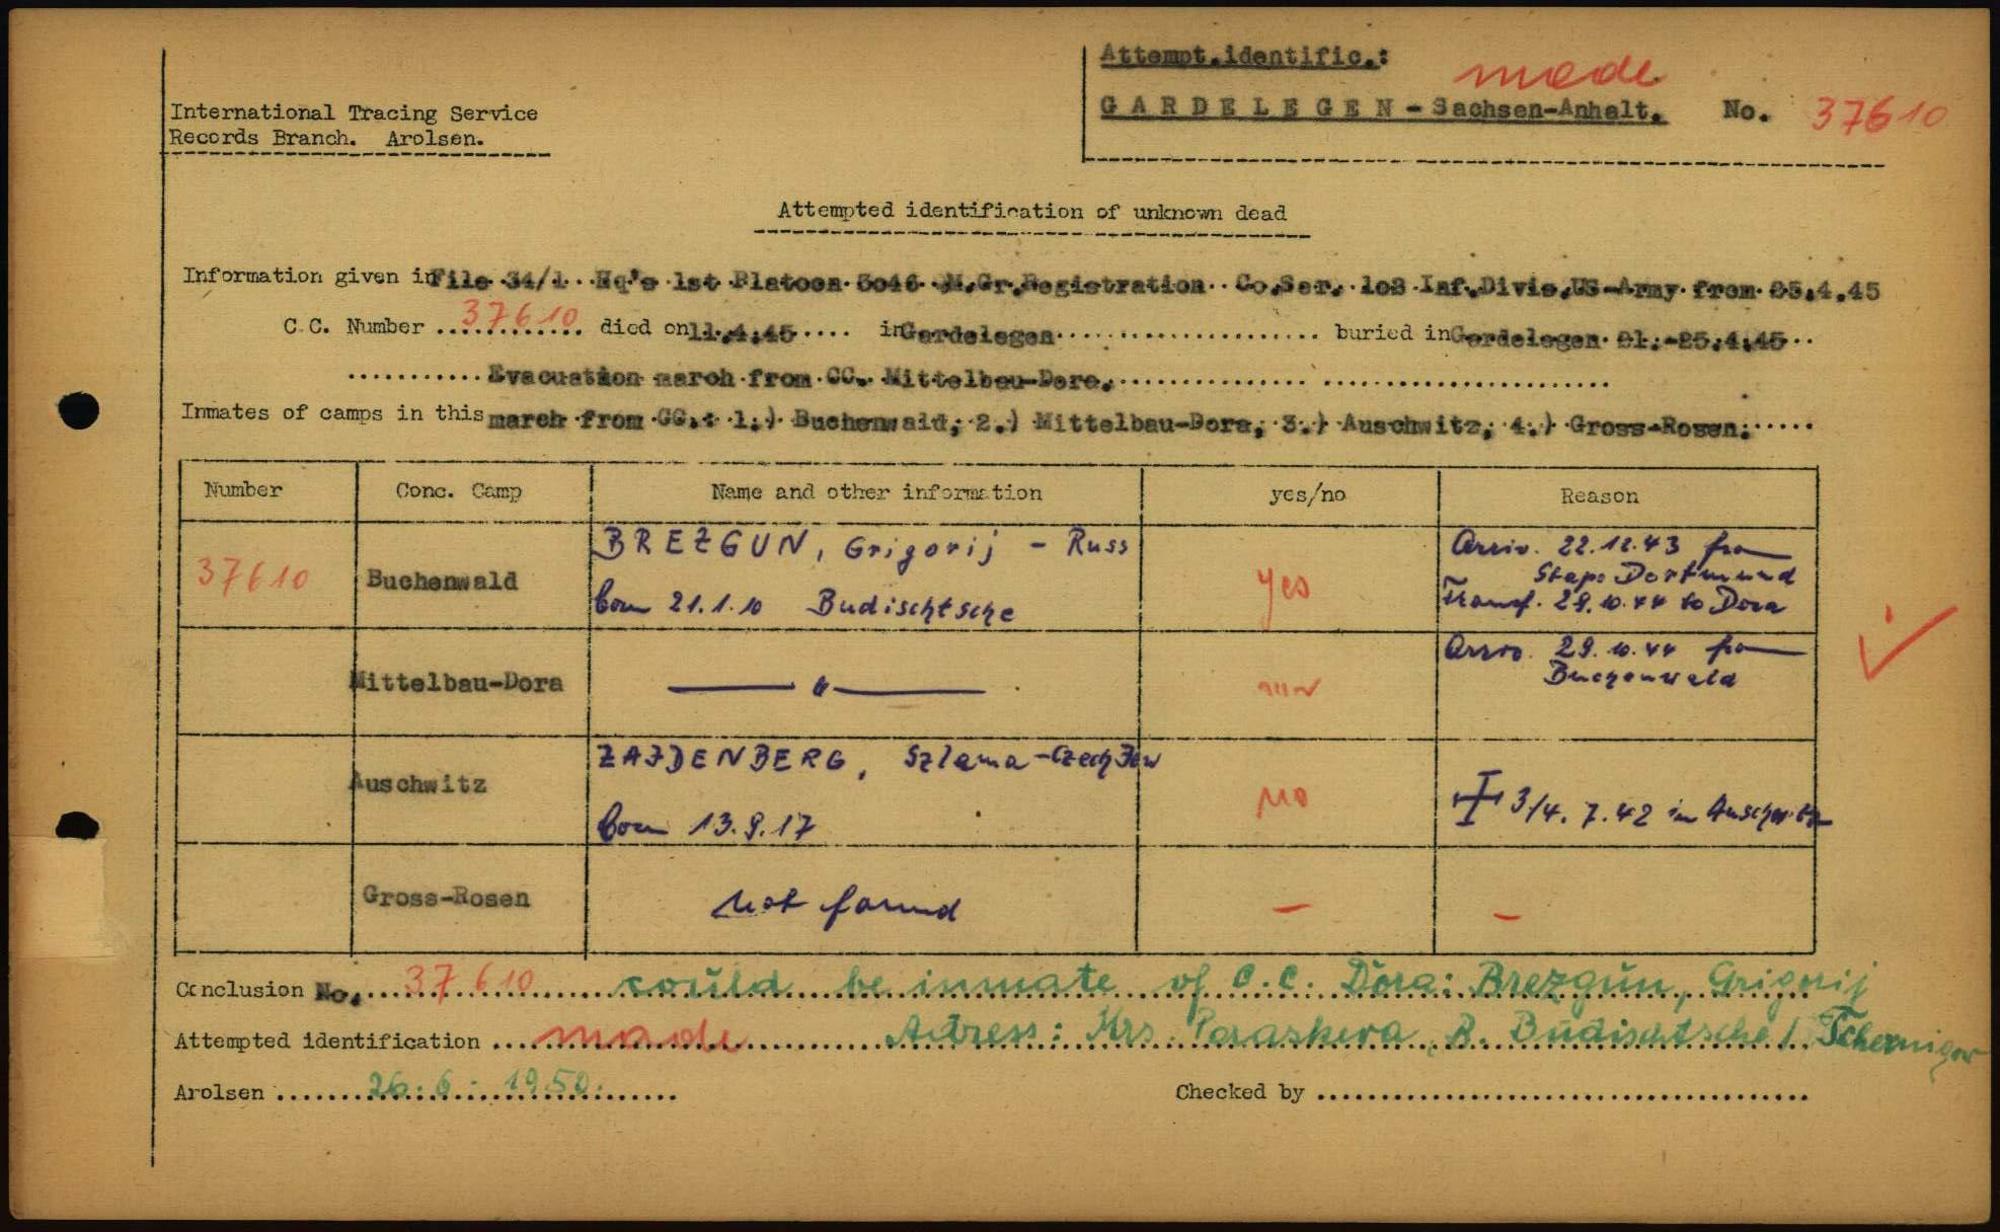 Attempt.identific.: made
International Tracing Service
GARDELEGEN - Sachsen-Anhalt. No. 37610
Records Branch. Arolsen.
Attempted identification of unknown dead
Information given in File 34/1 Hq's 1st Platoon 3046 M.Gr.Registration Co.Ser. 102 Inf.Divis.US-Army from 25.4.45
C.C. Number 37610 died on 11.4.45 in Gardelegen buried in Gardelegen 21.-25.4.45
Evacuation march from CC. Mittelbau-Dora.
Inmates of camps in this march from CC.: 1.) Buchenwald; 2.) Mittelbau-Dora; 3.) Auschwitz; 4.) Gross-Rosen.
Number Conc. Camp Name and other information yes/no Reason
37610 Buchenwald BREZGUN, Grigorij - Russ born 21.1.10 Budischtsche yes Arriv. 22.12.43 from Stapo Dortmund Transf. 29.10.44 to Dora
Mittelbau-Dora — " — Arriv. 29.10.44 from Buchenwald
Auschwitz ZAJDENBERG, Szlama - Czech Jew born 13.9.17 no 3/4.7.42 in Auschwitz
Gross-Rosen not found - -
Conclusion No. 37610 could be inmate of C.C. Dora: Brezgun, Grigorij
Attempted identification made Adress: Mrs. Paraskeva B. Budischtsche / Tchernigow
Arolsen 26.6.1950. Checked by